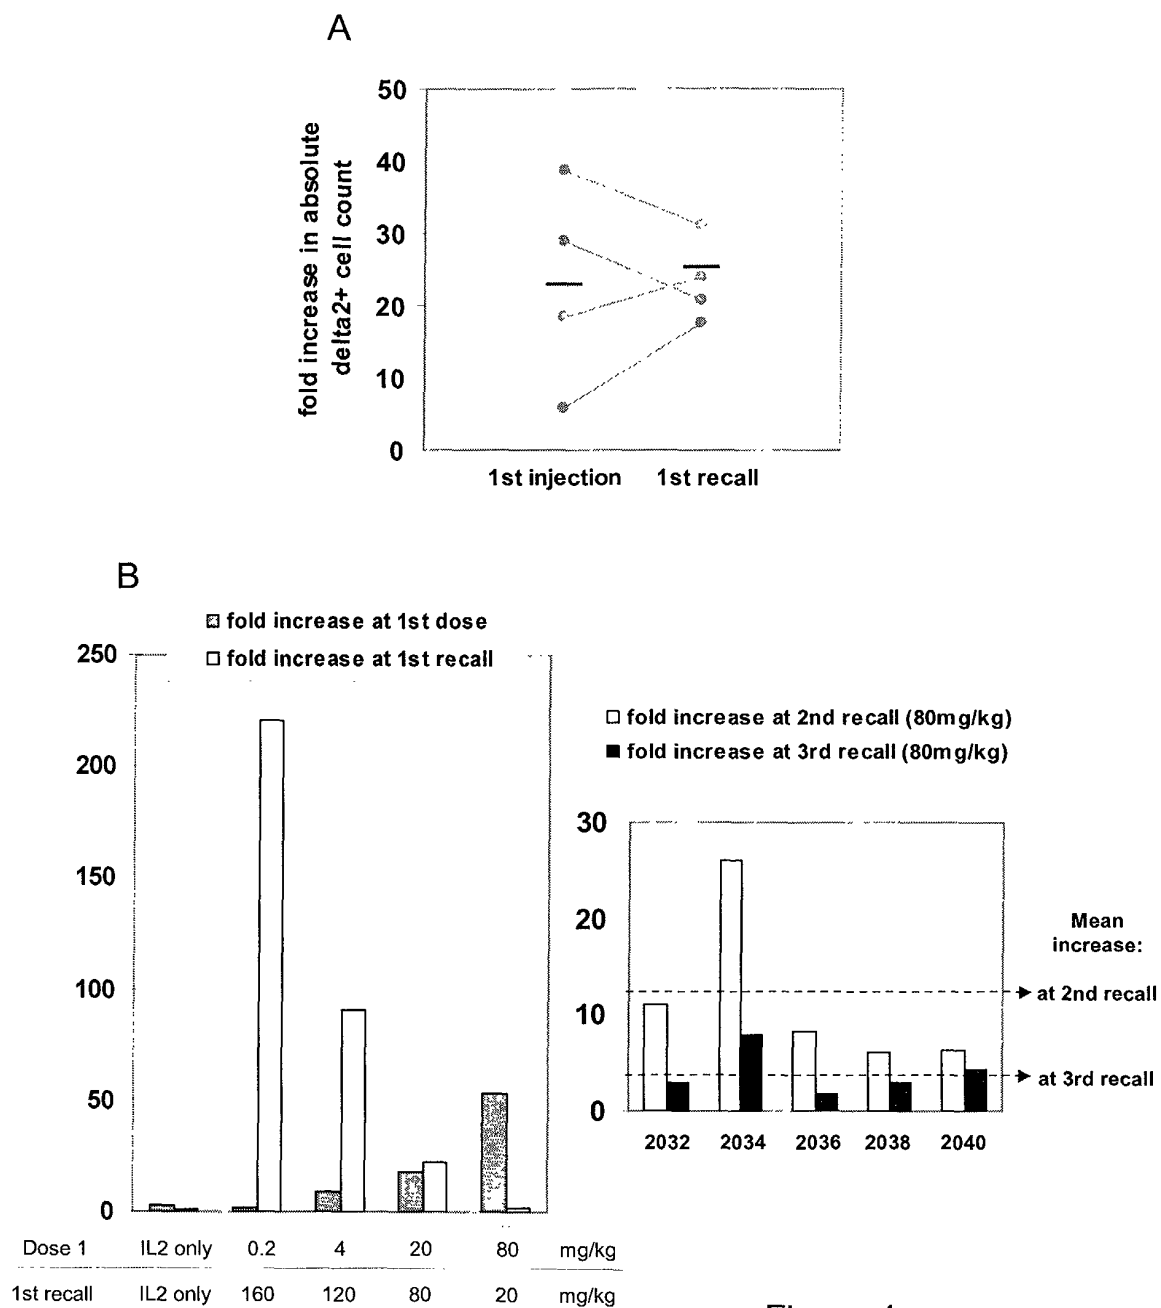 A
fold increase in absolute
delta2+ cell count
50
40
30
20
10
0
1st injection 1st recall
B
fold increase at 1st dose
fold increase at 1st recall
250
200
150
100
50
0
Dose 1 IL2 only 0.2 4 20 80 mg/kg
1st recall IL2 only 160 120 80 20 mg/kg
fold increase at 2nd recall (80mg/kg)
fold increase at 3rd recall (80mg/kg)
30
20
10
0
2032 2034 2036 2038 2040
Mean
increase:
at 2nd recall
at 3rd recall